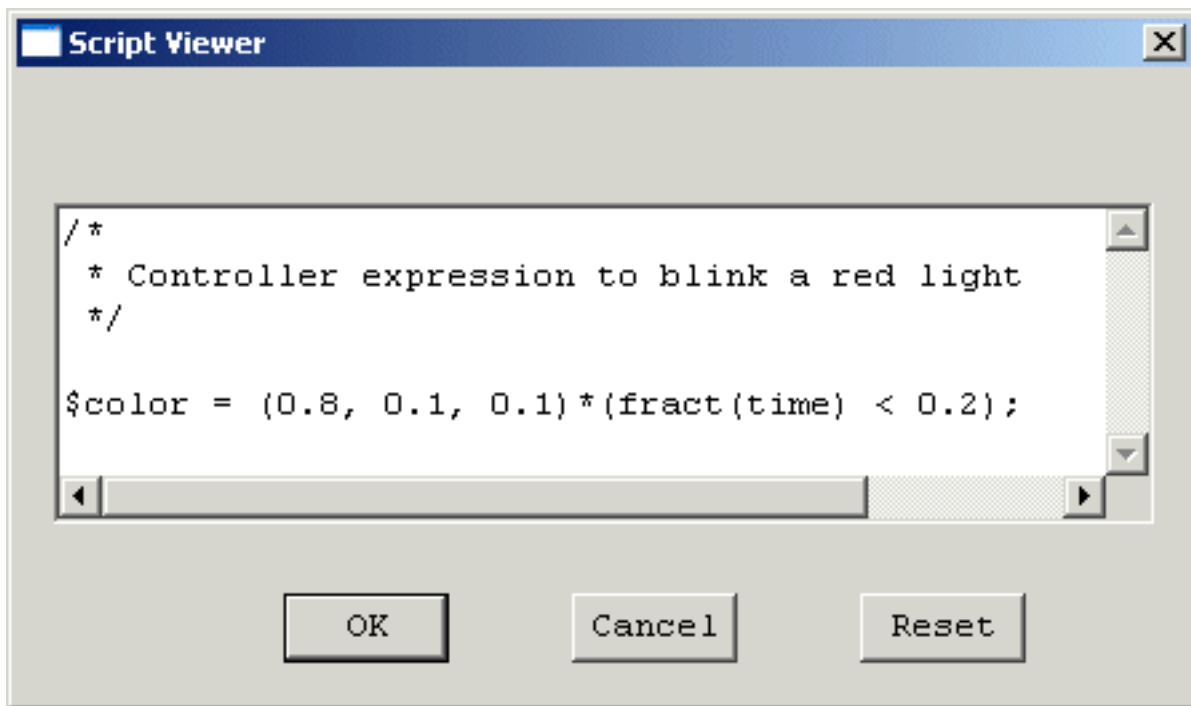 Script Viewer
/*
 * Controller expression to blink a red light
 */
$color = (0.8, 0.1, 0.1)*(fract(time) < 0.2);
OK
Cancel
Reset